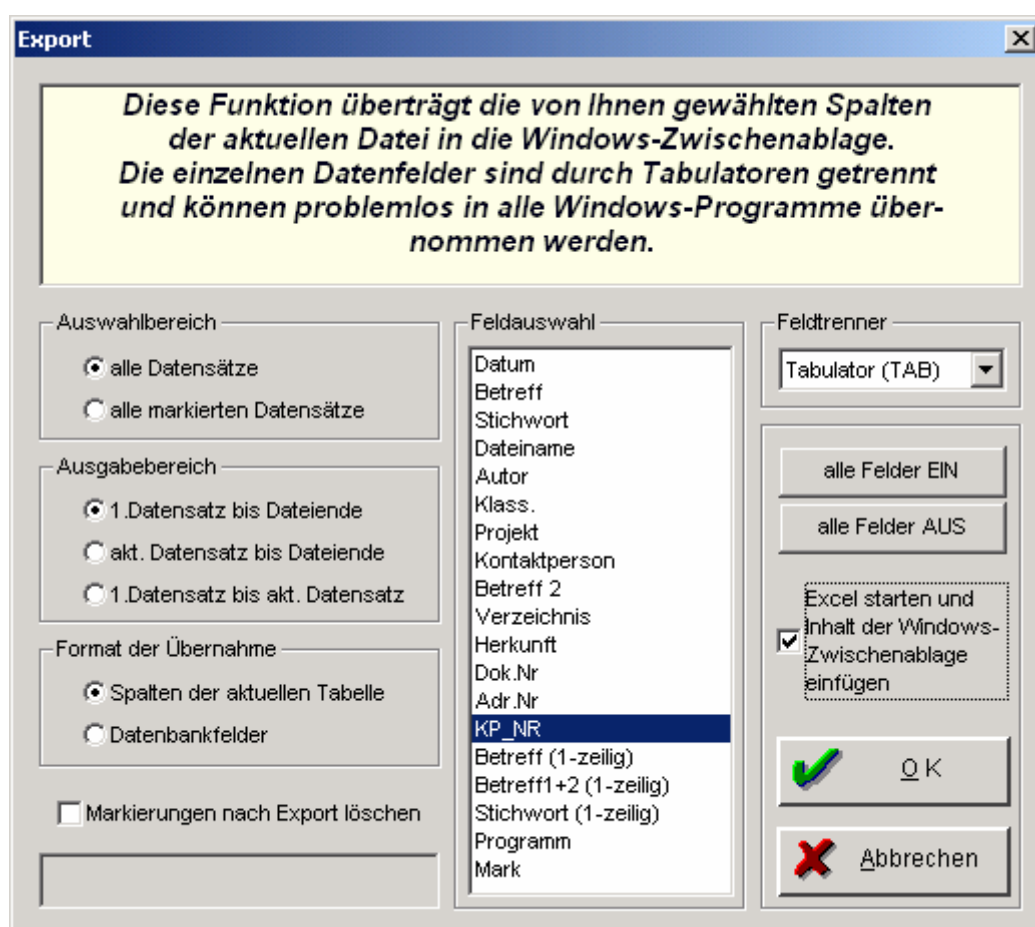 Export
Diese Funktion überträgt die von Ihnen gewählten Spalten
der aktuellen Datei in die Windows-Zwischenablage.
Die einzelnen Datenfelder sind durch Tabulatoren getrennt
und können problemlos in alle Windows-Programme über-
nommen werden.
Auswahlbereich
alle Datensätze
alle markierten Datensätze
Ausgabebereich
1.Datensatz bis Dateiende
akt. Datensatz bis Dateiende
1.Datensatz bis akt. Datensatz
Format der Übernahme
Spalten der aktuellen Tabelle
Datenbankfelder
Markierungen nach Export löschen
Feldauswahl
Datum
Betreff
Stichwort
Dateiname
Autor
Klass.
Projekt
Kontaktperson
Betreff 2
Verzeichnis
Herkunft
Dok.Nr
Adr.Nr
KP_NR
Betreff (1-zeilig)
Betreff1+2 (1-zeilig)
Stichwort (1-zeilig)
Programm
Mark
Feldtrenner
Tabulator (TAB)
alle Felder EIN
alle Felder AUS
Excel starten und
Inhalt der Windows-
Zwischenablage
einfügen
O K
Abbrechen